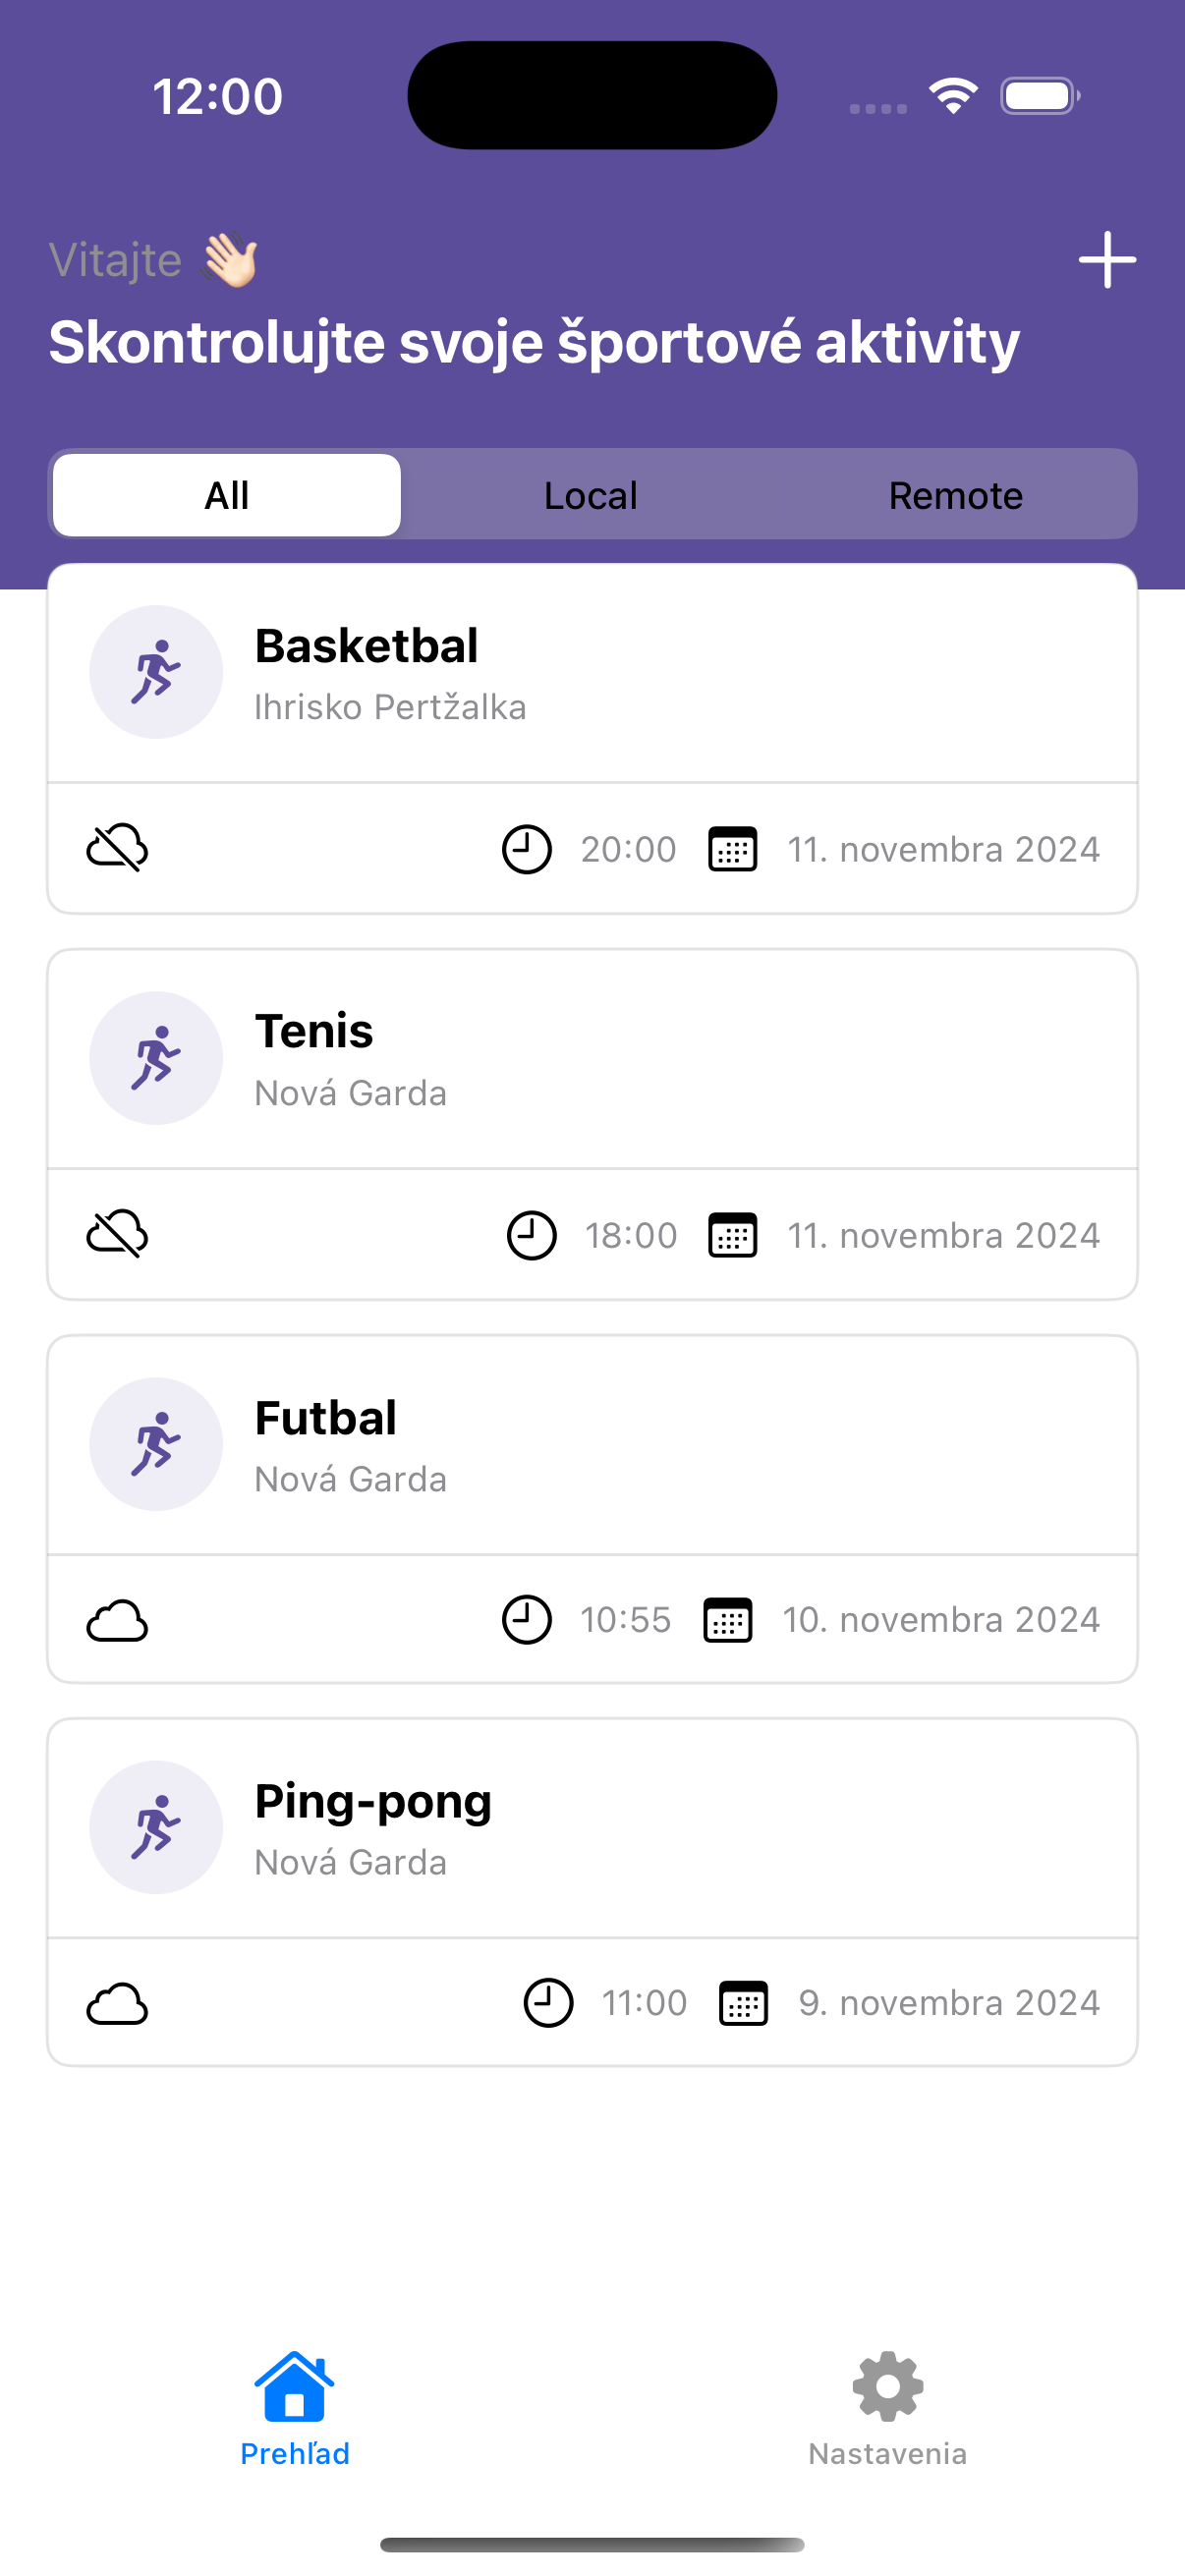 12:00
Vitajte 👋🏻
Skontrolujte svoje športové aktivity
All Local Remote
Basketbal
Ihrisko Pertžalka
20:00 11. novembra 2024
Tenis
Nová Garda
18:00 11. novembra 2024
Futbal
Nová Garda
10:55 10. novembra 2024
Ping-pong
Nová Garda
11:00 9. novembra 2024
Prehľad Nastavenia